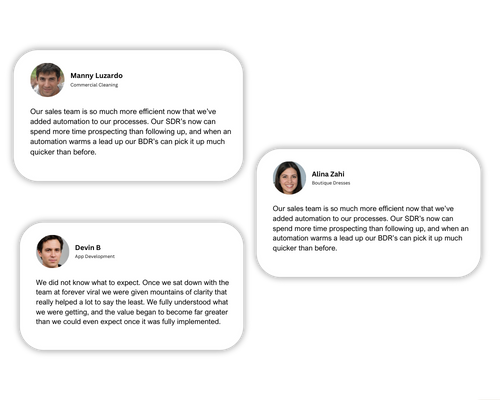 Manny Luzardo
Commercial Cleaning
Our sales team is so much more efficient now that we've
added automation to our processes. Our SDR's now can
spend more time prospecting than following up, and when an
automation warms a lead up our BDR's can pick it up much
quicker than before.
Alina Zahi
Boutique Dresses
Our sales team is so much more efficient now that we've
added automation to our processes. Our SDR's now can
spend more time prospecting than following up, and when an
automation warms a lead up our BDR's can pick it up much
quicker than before.
Devin B
App Development
We did not know what to expect. Once we sat down with the
team at forever viral we were given mountains of clarity that
really helped a lot to say the least. We fully understood what
we were getting, and the value began to become far greater
than we could even expect once it was fully implemented.